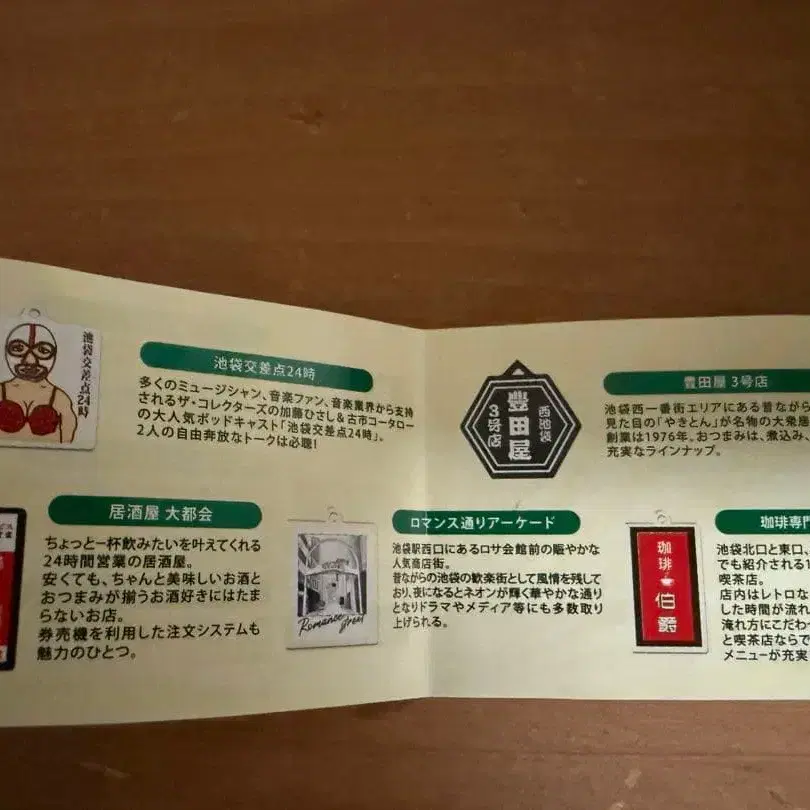 池袋交差点24時
池袋交差点24時
多くのミュージシャン、音楽ファン、音楽業界から支持
されるザ・コレクターズの加藤ひさし&古市コータロー
の大人気ポッドキャスト「池袋交差点24時」。
2人の自由奔放なトークは必聴!
居酒屋 大都会
ちょっと一杯飲みたいを叶えてくれる
24時間営業の居酒屋。
安くても、ちゃんと美味しいお酒と
おつまみが揃うお酒好きにはたま
らないお店。
券売機を利用した注文システムも
魅力のひとつ。
Romance Street
ロマンス通りアーケード
池袋駅西口にあるロサ会館前の賑やかな
人気商店街。
昔ながらの池袋の歓楽街として風情を残して
おり、夜になるとネオンが輝く華やかな通り
となりドラマやメディア等にも多数取り
上げられる。
西池袋
豊田屋
3号店
豊田屋 3号店
池袋西一番街エリアにある昔なから
見た目の「やきとん」が名物の大衆居
創業は1976年。おつまみは、煮込み、
充実なラインナップ。
珈琲
伯爵
珈琲専門
池袋北口と東口、
でも紹介される1
喫茶店。
店内はレトロな
した時間が流れ
淹れ方にこだわ
と喫茶店ならで
メニューが充実